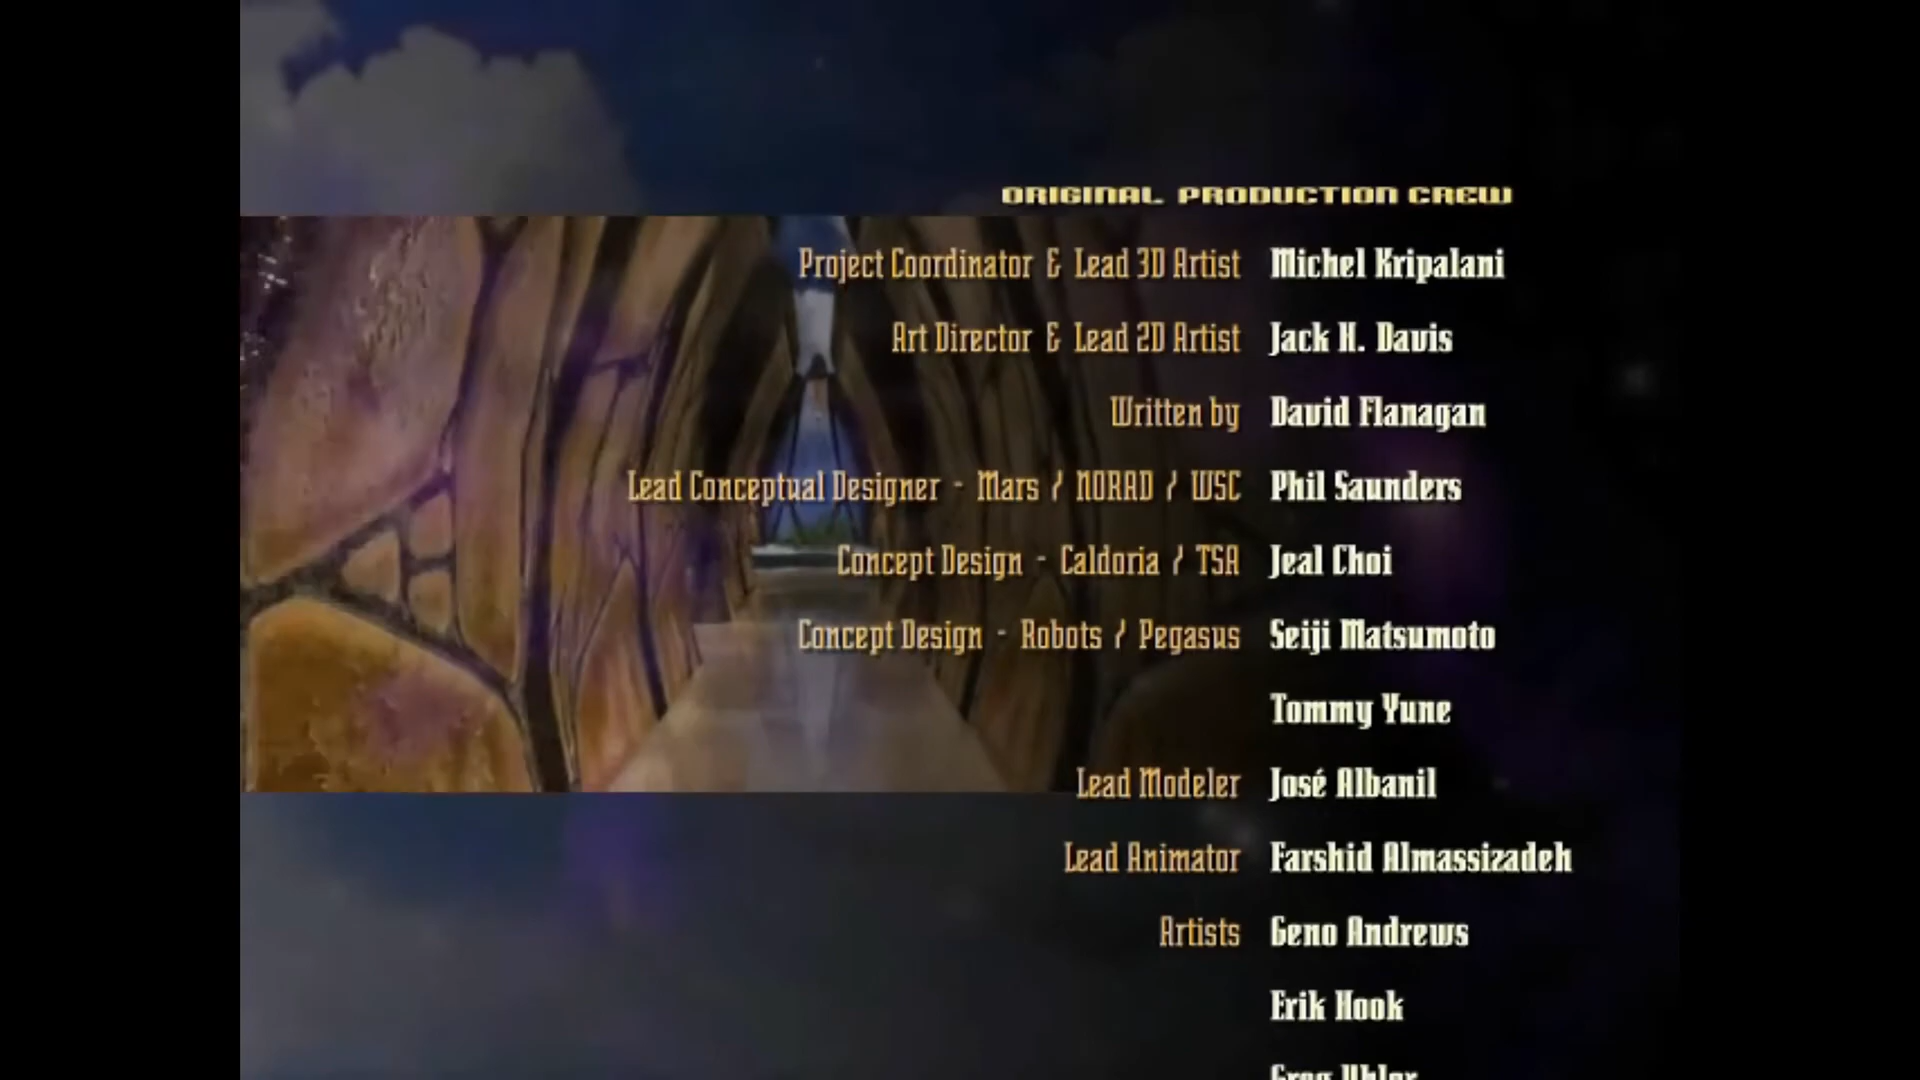 ORIGINAL PRODUCTION CREW
Project Coordinator & Lead 3D Artist Michel Kripalani
Art Director & Lead 2D Artist Jack H. Davis
Written by David Flanagan
Lead Conceptual Designer - Mars / NORAD / WSC Phil Saunders
Concept Design - Caldoria / TSA Jeal Choi
Concept Design - Robots / Pegasus Seiji Matsumoto
Tommy Yune
Lead Modeler José Albanil
Lead Animator Farshid Almassizadeh
Artists Geno Andrews
Erik Hook
Greg Uhler